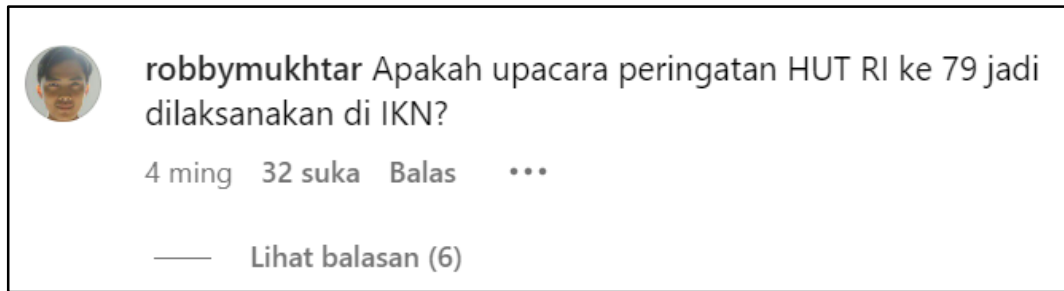 robbymukhtar Apakah upacara peringatan HUT RI ke 79 jadi
dilaksanakan di IKN?
4 ming 32 suka Balas •••
Lihat balasan (6)